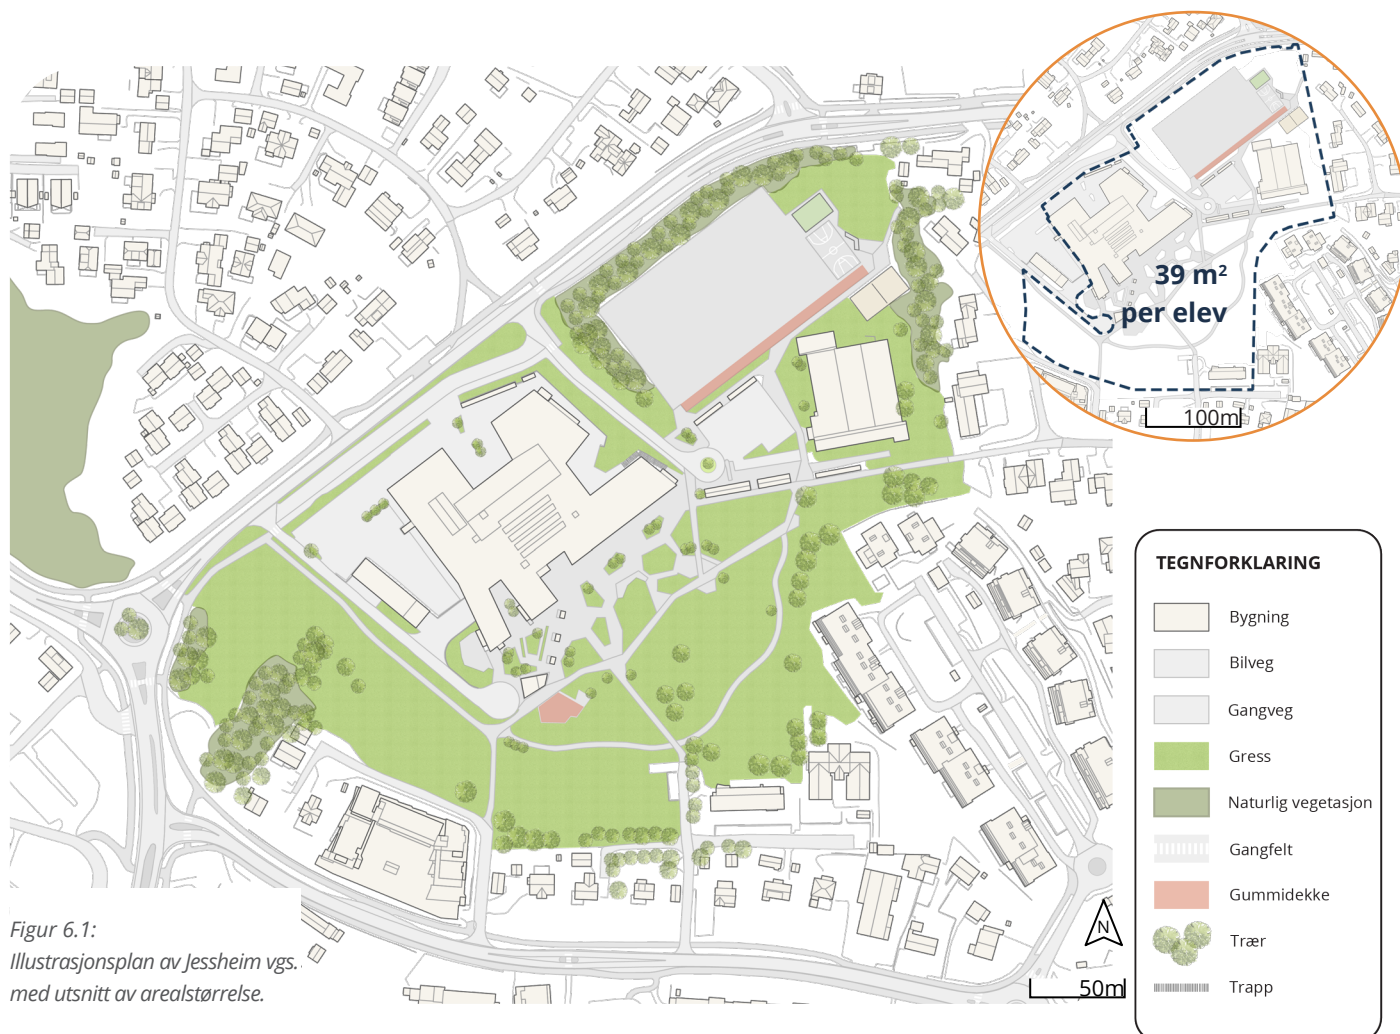 39 m²
per elev
100m
TEGNFORKLARING
Bygning
Bilveg
Gangveg
Gress
Naturlig vegetasjon
Gangfelt
Gummidekke
Trær
Trapp
N
50m
Figur 6.1:
Illustrasjonsplan av Jessheim vgs.
med utsnitt av arealstørrelse.